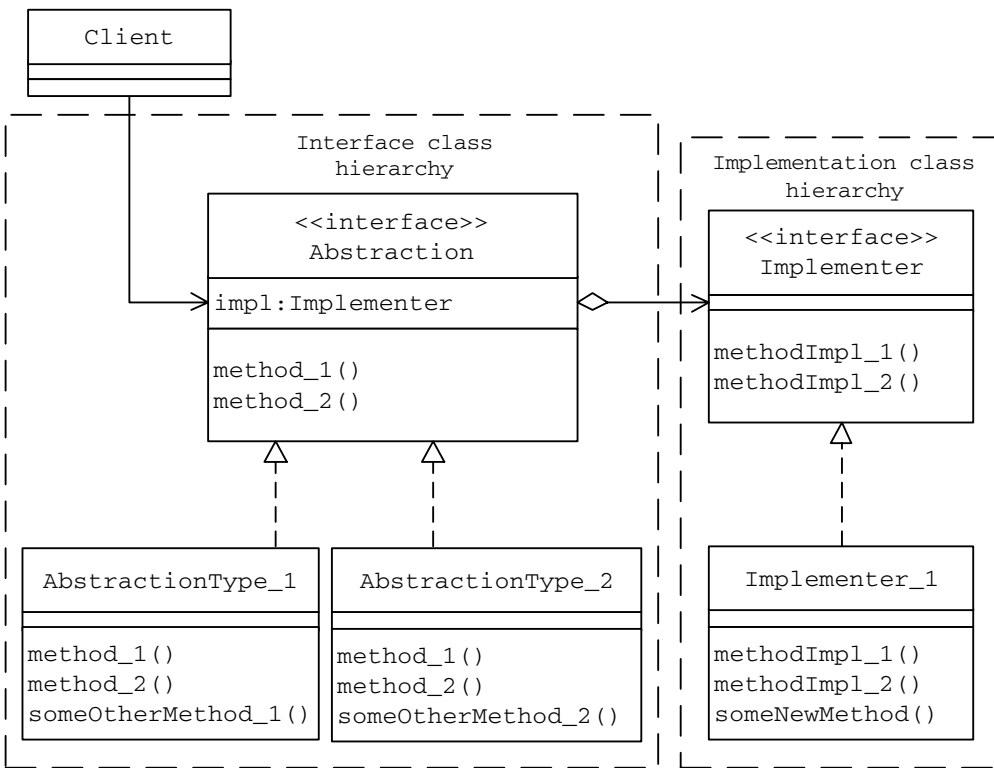 Client
Interface class
hierarchy
<<interface>>
Abstraction
impl:Implementer
method_1()
method_2()
AbstractionType_1
method_1()
method_2()
someOtherMethod_1()
AbstractionType_2
method_1()
method_2()
someOtherMethod_2()
Implementation class
hierarchy
<<interface>>
Implementer
methodImpl_1()
methodImpl_2()
Implementer_1
methodImpl_1()
methodImpl_2()
someNewMethod()